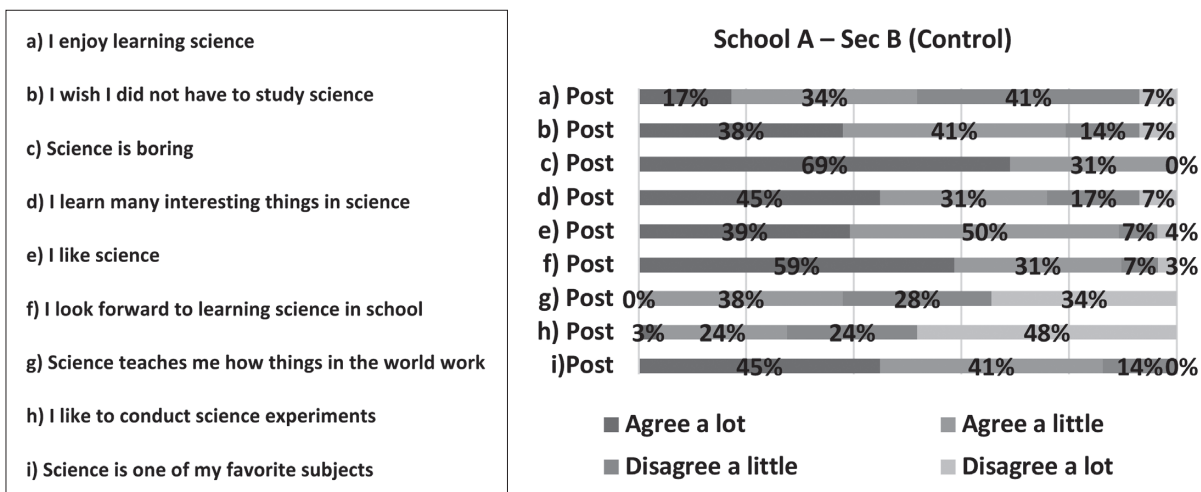 a) I enjoy learning science
b) I wish I did not have to study science
c) Science is boring
d) I learn many interesting things in science
e) I like science
f) I look forward to learning science in school
g) Science teaches me how things in the world work
h) I like to conduct science experiments
i) Science is one of my favorite subjects
School A – Sec B (Control)
a) Post 17% 34% 41% 7%
b) Post 38% 41% 14% 7%
c) Post 69% 31% 0%
d) Post 45% 31% 17% 7%
e) Post 39% 50% 7% 4%
f) Post 59% 31% 7% 3%
g) Post 0% 38% 28% 34%
h) Post 3% 24% 24% 48%
i)Post 45% 41% 14% 0%
Agree a lot Agree a little
Disagree a little Disagree a lot